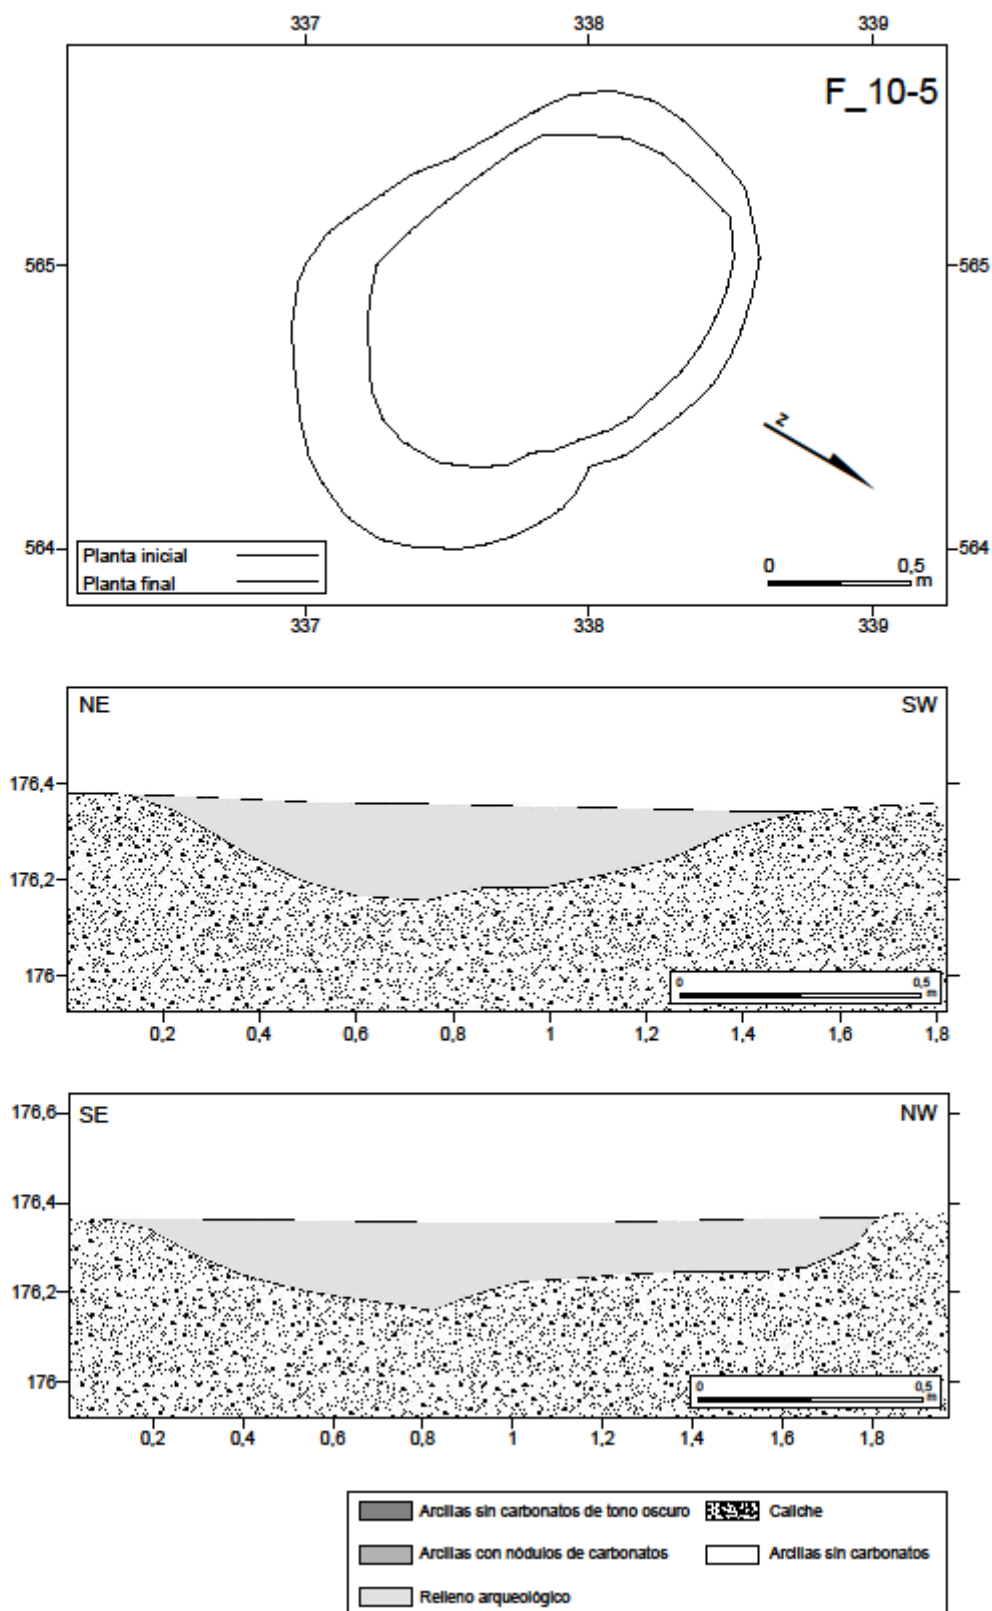 337 338 339
F_10-5
565 565
z
564 564
Planta inicial
Planta final
0 0,5
m
337 338 339
NE SW
176,4
176,2
176
0 0,5
m
0,2 0,4 0,6 0,8 1 1,2 1,4 1,6 1,8
176,6
SE NW
176,4
176,2
176
0 0,5
m
0,2 0,4 0,6 0,8 1 1,2 1,4 1,6 1,8
Arcillas sin carbonatos de tono oscuro Caliche
Arcillas con nódulos de carbonatos Arcillas sin carbonatos
Relleno arqueológico